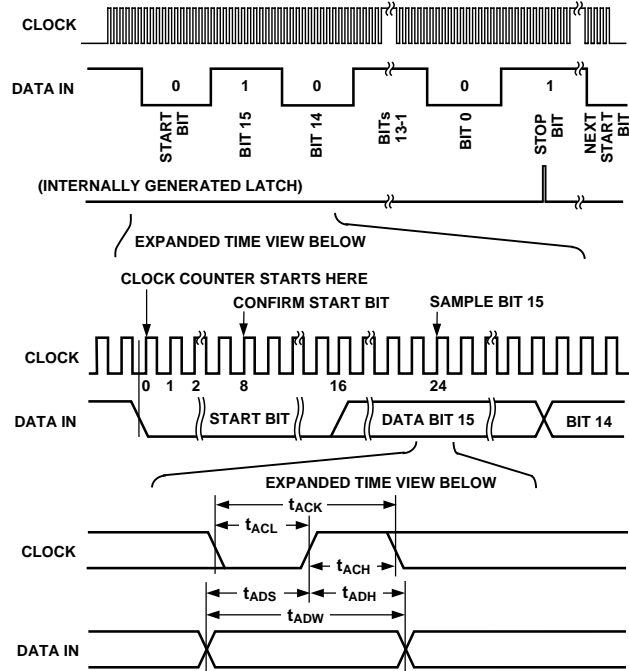 CLOCK
DATA IN
0 1 0 0 1
START BIT
BIT 15
BIT 14
BITs 13-1
BIT 0
STOP BIT
NEXT START BIT
(INTERNALLY GENERATED LATCH)
EXPANDED TIME VIEW BELOW
CLOCK COUNTER STARTS HERE
CONFIRM START BIT
SAMPLE BIT 15
CLOCK
0 1 2 8 16 24
DATA IN
START BIT
DATA BIT 15
BIT 14
EXPANDED TIME VIEW BELOW
tACK
tACL
CLOCK
tACH
tADS
tADH
tADW
DATA IN